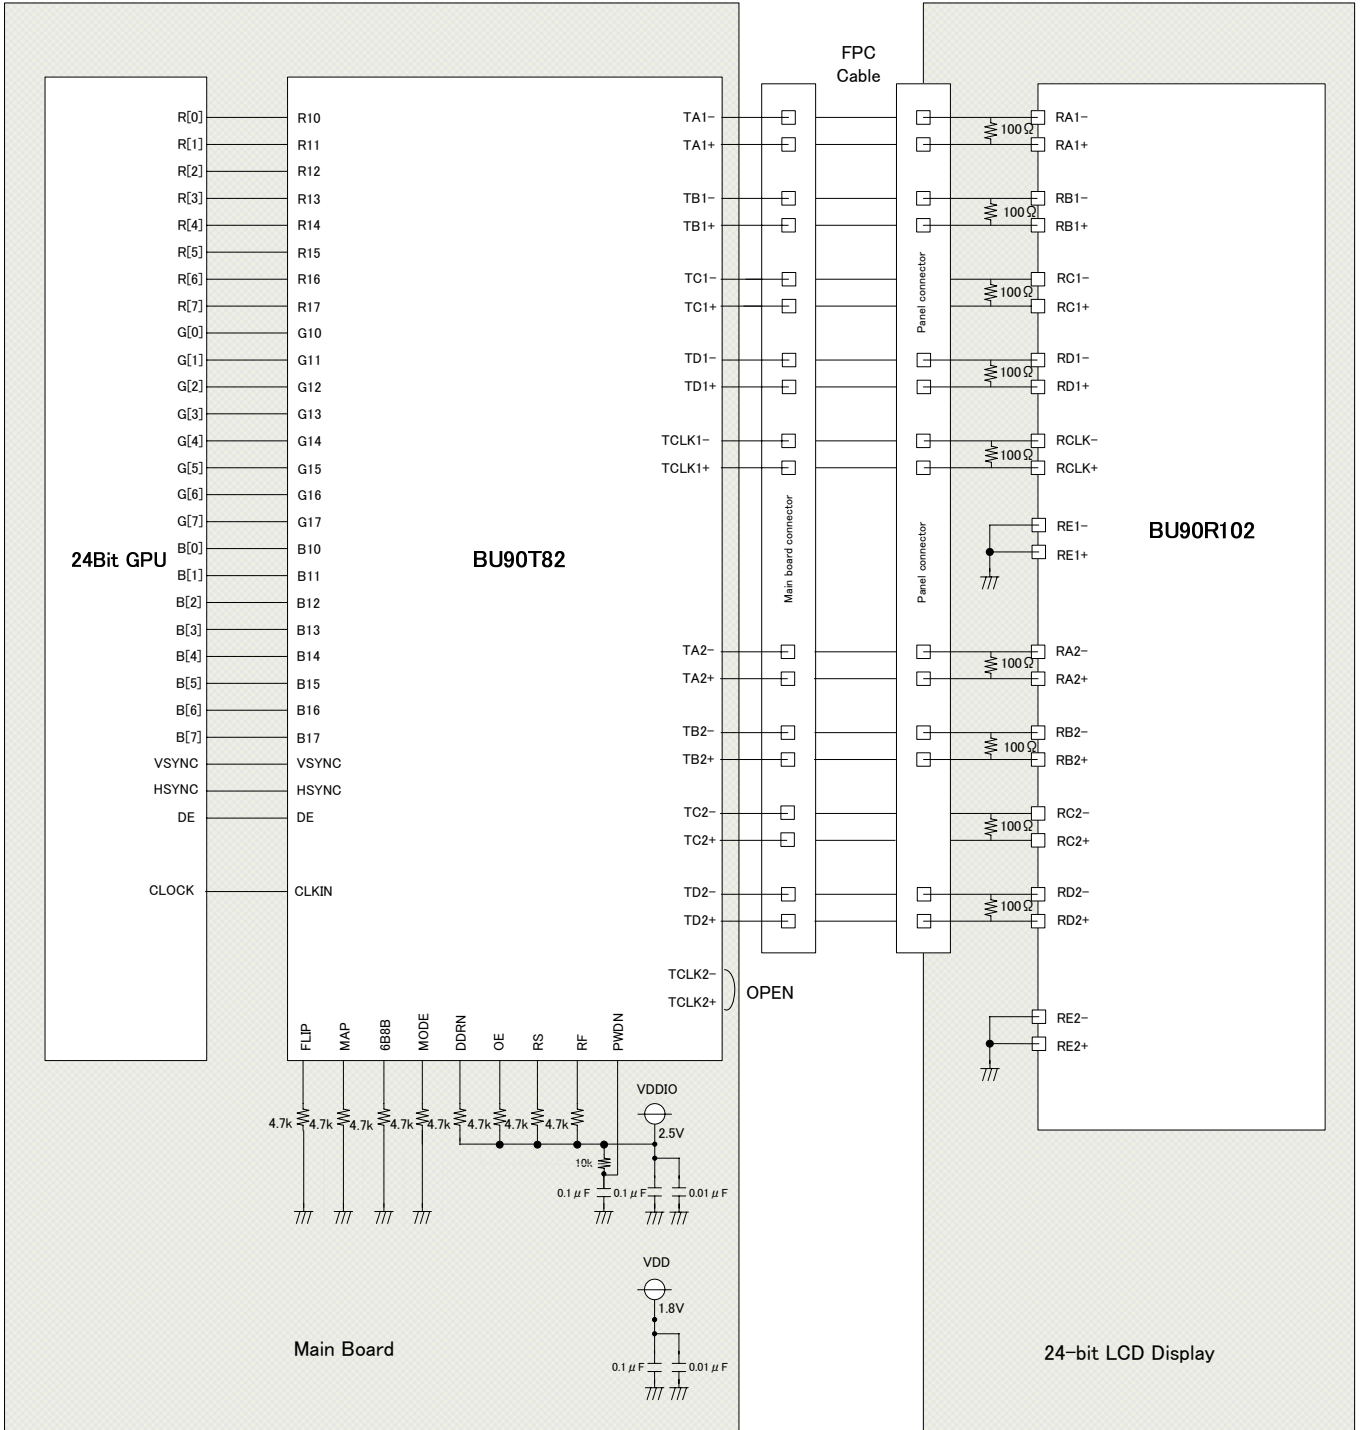 FPC
Cable
R[0] R10 TA1- RA1-
100Ω
R[1] R11 TA1+ RA1+
R[2] R12
R[3] R13 TB1- RB1-
100Ω
R[4] R14 TB1+ RB1+
R[5] R15
R[6] R16 TC1- RC1-
100Ω
R[7] R17 TC1+ RC1+
Panel connector
G[0] G10
G[1] G11 TD1- RD1-
100Ω
G[2] G12 TD1+ RD1+
G[3] G13
G[4] G14 TCLK1- RCLK-
100Ω
G[5] G15 TCLK1+ RCLK+
G[6] G16
G[7] G17 RE1-
B[0] B10 RE1+
24Bit GPU BU90T82 Main board connector Panel connector BU90R102
B[1] B11
B[2] B12
B[3] B13
B[4] B14 TA2- RA2-
100Ω
B[5] B15 TA2+ RA2+
B[6] B16
B[7] B17 TB2- RB2-
100Ω
VSYNC VSYNC TB2+ RB2+
HSYNC HSYNC
DE DE TC2- RC2-
100Ω
TC2+ RC2+
CLOCK CLKIN TD2- RD2-
100Ω
TD2+ RD2+
TCLK2-
OPEN
TCLK2+
RE2-
RE2+
FLIP MAP 6B8B MODE DDRN OE RS RF PWDN
VDDIO
4.7k 4.7k 4.7k 4.7k 4.7k 4.7k 4.7k 4.7k
2.5V
10k
0.1μF 0.1μF 0.01μF
VDD
1.8V
0.1μF 0.01μF
Main Board
24-bit LCD Display